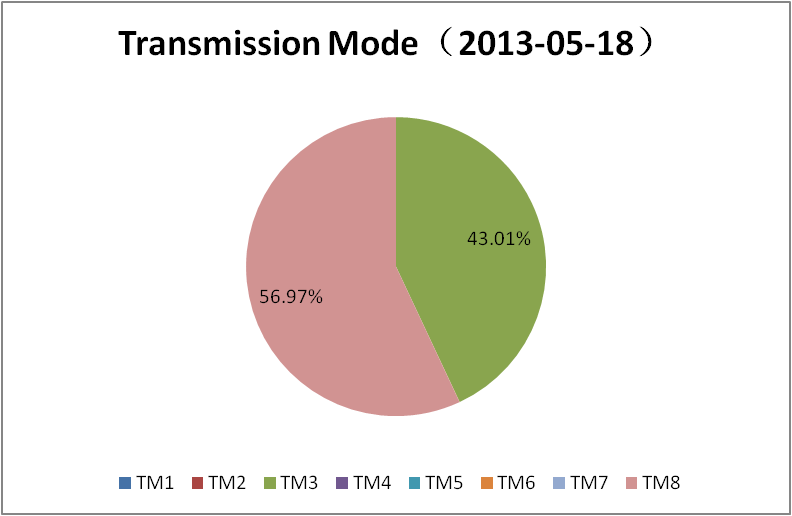 Transmission Mode（2013-05-18）
43.01%
56.97%
TM1 TM2 TM3 TM4 TM5 TM6 TM7 TM8